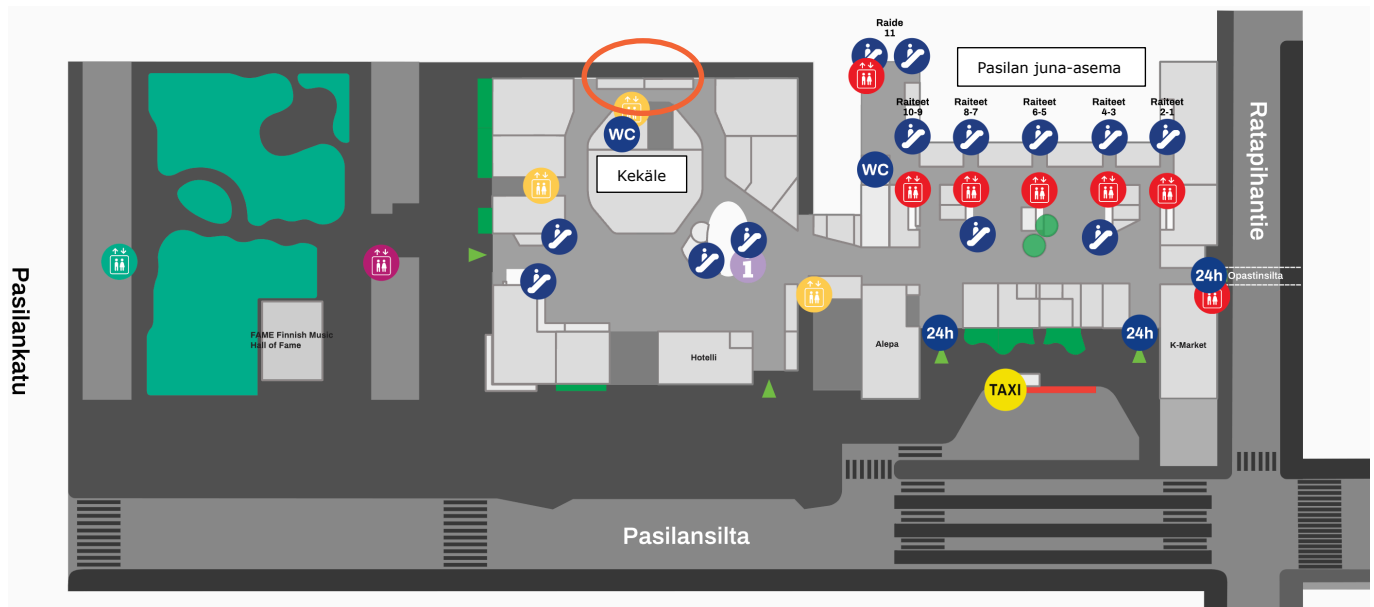 Raide
11
Pasilan juna-asema
Raiteet
10-9
Raiteet
8-7
Raiteet
6-5
Raiteet
4-3
Raiteet
2-1
WC
Kekäle
WC
Ratapihantie
1
24h
Opastinsilta
Pasilankatu
FAME Finnish Music
Hall of Fame
Hotelli
Alepa
24h
24h
K-Market
TAXI
Pasilansilta